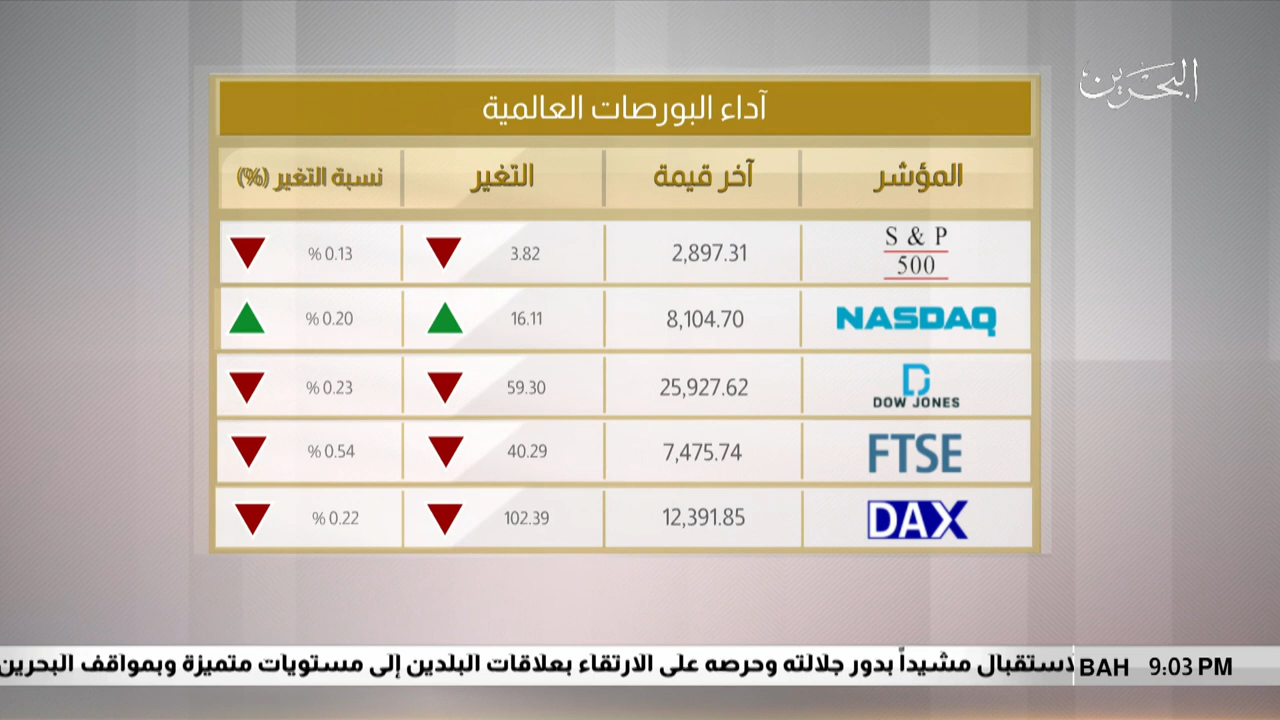 البحرين
آداء البورصات العالمية
المؤشر آخر قيمة التغير نسبة التغير (%)
S & P 500 2,897.31 3.82 % 0.13
NASDAQ 8,104.70 16.11 % 0.20
DOW JONES 25,927.62 59.30 % 0.23
FTSE 7,475.74 40.29 % 0.54
DAX 12,391.85 102.39 % 0.22
لاستقبال مشيداً بدور جلالته وحرصه على الارتقاء بعلاقات البلدين إلى مستويات متميزة وبمواقف البحرين
BAH 9:03 PM